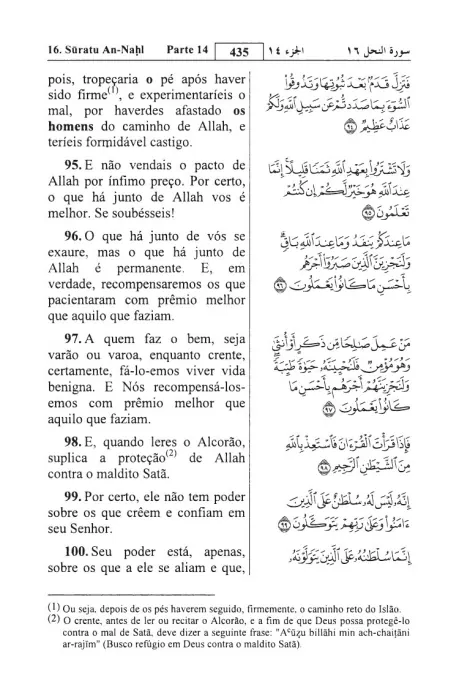 16. Sūratu An-Naḥl Parte 14 435 الجزء ١٤ سورة النحل ١٦
pois, tropeçaria o pé após haver
sido firme(1), e experimentaríeis o
mal, por haverdes afastado os
homens do caminho de Allah, e
teríeis formidável castigo.
95. E não vendais o pacto de
Allah por ínfimo preço. Por certo,
o que há junto de Allah vos é
melhor. Se soubésseis!
96. O que há junto de vós se
exaure, mas o que há junto de
Allah é permanente. E, em
verdade, recompensaremos os que
pacientaram com prêmio melhor
que aquilo que faziam.
97. A quem faz o bem, seja
varão ou varoa, enquanto crente,
certamente, fá-lo-emos viver vida
benigna. E Nós recompensá-los-
emos com prêmio melhor que
aquilo que faziam.
98. E, quando leres o Alcorão,
suplica a proteção(2) de Allah
contra o maldito Satã.
99. Por certo, ele não tem poder
sobre os que crêem e confiam em
seu Senhor.
100. Seu poder está, apenas,
sobre os que a ele se aliam e que,
فَتَزِلَّ قَدَمٌۢ بَعْدَ ثُبُوتِهَا وَتَذُوقُوا۟
ٱلسُّوٓءَ بِمَا صَدَدتُّمْ عَن سَبِيلِ ٱللَّهِ وَلَكُمْ
عَذَابٌ عَظِيمٌ ٩٤
وَلَا تَشْتَرُوا۟ بِعَهْدِ ٱللَّهِ ثَمَنًا قَلِيلًا إِنَّمَا
عِندَ ٱللَّهِ هُوَ خَيْرٌ لَّكُمْ إِن كُنتُمْ
تَعْلَمُونَ ٩٥
مَا عِندَكُمْ يَنفَدُ وَمَا عِندَ ٱللَّهِ بَاقٍ
وَلَنَجْزِيَنَّ ٱلَّذِينَ صَبَرُوٓا۟ أَجْرَهُم
بِأَحْسَنِ مَا كَانُوا۟ يَعْمَلُونَ ٩٦
مَنْ عَمِلَ صَٰلِحًا مِّن ذَكَرٍ أَوْ أُنثَىٰ
وَهُوَ مُؤْمِنٌ فَلَنُحْيِيَنَّهُۥ حَيَوٰةً طَيِّبَةً
وَلَنَجْزِيَنَّهُمْ أَجْرَهُم بِأَحْسَنِ مَا
كَانُوا۟ يَعْمَلُونَ ٩٧
فَإِذَا قَرَأْتَ ٱلْقُرْءَانَ فَٱسْتَعِذْ بِٱللَّهِ
مِنَ ٱلشَّيْطَٰنِ ٱلرَّجِيمِ ٩٨
إِنَّهُۥ لَيْسَ لَهُۥ سُلْطَٰنٌ عَلَى ٱلَّذِينَ
ءَامَنُوا۟ وَعَلَىٰ رَبِّهِمْ يَتَوَكَّلُونَ ٩٩
إِنَّمَا سُلْطَٰنُهُۥ عَلَى ٱلَّذِينَ يَتَوَلَّوْنَهُۥ
(1) Ou seja, depois de os pés haverem seguido, firmemente, o caminho reto do Islão.
(2) O crente, antes de ler ou recitar o Alcorão, e a fim de que Deus possa protegê-lo
contra o mal de Satã, deve dizer a seguinte frase: "Aᶜūẓu billāhi min ach-chaiṭāni
ar-rajīm" (Busco refúgio em Deus contra o maldito Satã).